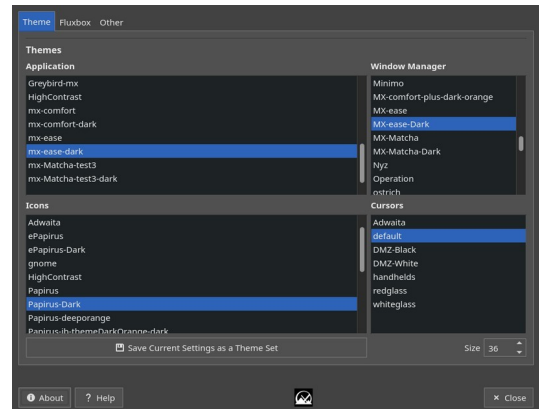 Theme Fluxbox Other
Themes
Application
Greybird-mx
HighContrast
mx-comfort
mx-comfort-dark
mx-ease
mx-ease-dark
mx-Matcha-test3
mx-Matcha-test3-dark
Window Manager
Minimo
MX-comfort-plus-dark-orange
MX-ease
MX-ease-Dark
MX-Matcha
MX-Matcha-Dark
Nyz
Operation
ostrich
Icons
Adwaita
ePapirus
ePapirus-Dark
gnome
HighContrast
Papirus
Papirus-Dark
Papirus-deeporange
Papirus-jb-themeDarkOrange-dark
Cursors
Adwaita
default
DMZ-Black
DMZ-White
handhelds
redglass
whiteglass
Save Current Settings as a Theme Set
Size 36
About
? Help
Close